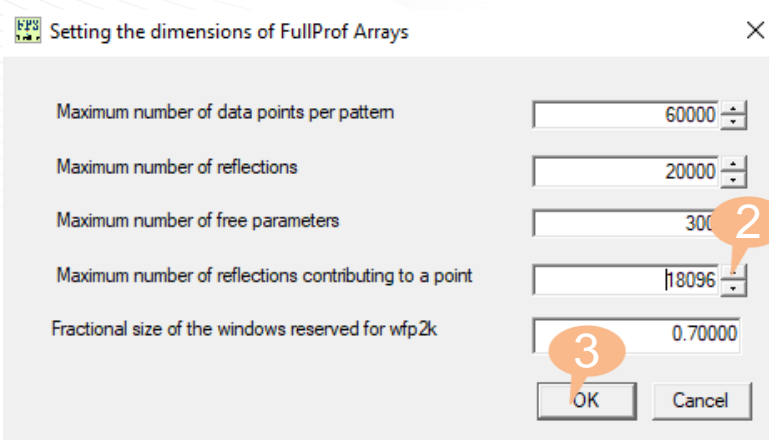 Setting the dimensions of FullProf Arrays
Maximum number of data points per pattern 60000
Maximum number of reflections 20000
Maximum number of free parameters 300
2
Maximum number of reflections contributing to a point 18096
Fractional size of the windows reserved for wfp2k 0.70000
3
OK Cancel